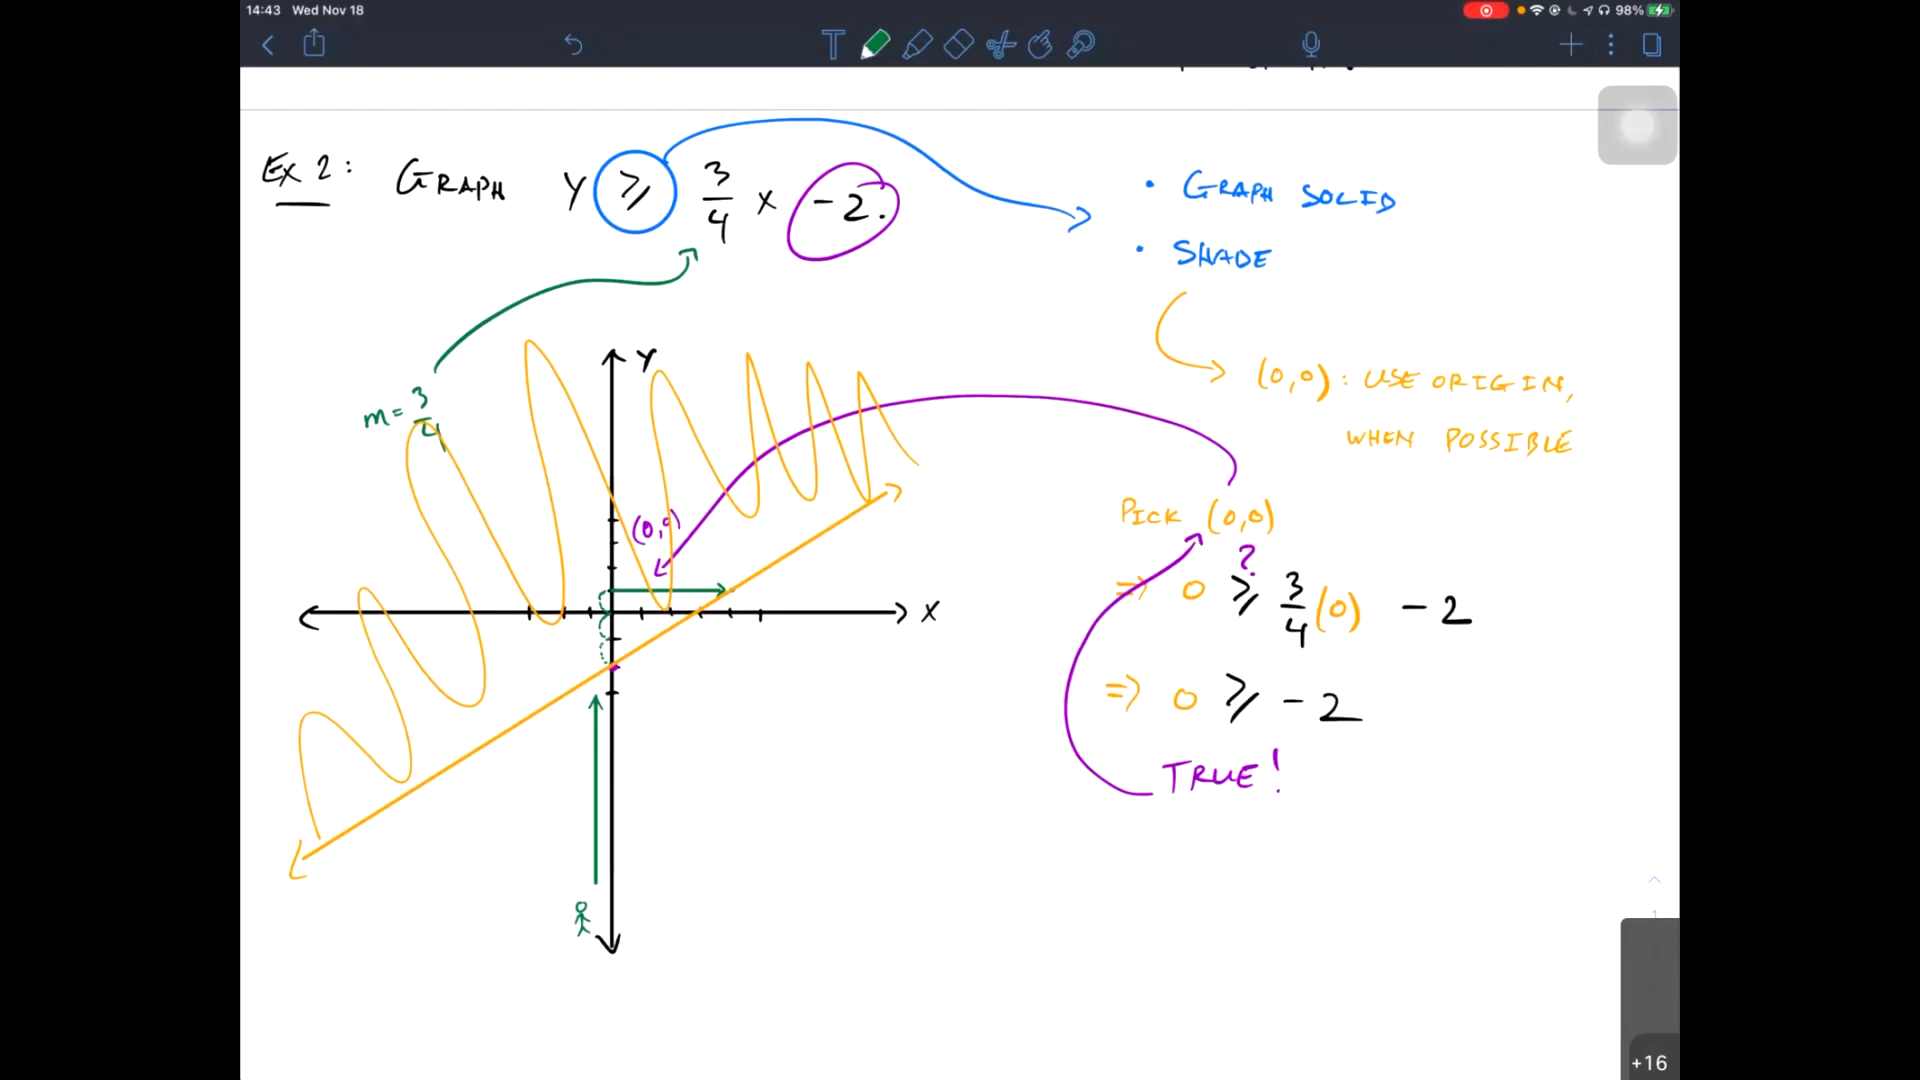 14:43 Wed Nov 18
98%
Ex 2: GRAPH y ≥ 3/4 x -2.
• GRAPH SOLID
• SHADE
(0,0): USE ORIGIN,
WHEN POSSIBLE
m = 3/4
Y
(0,0)
X
PICK (0,0)
?
⇒ 0 ≥ 3/4 (0) - 2
⇒ 0 ≥ - 2
TRUE!
1
+16